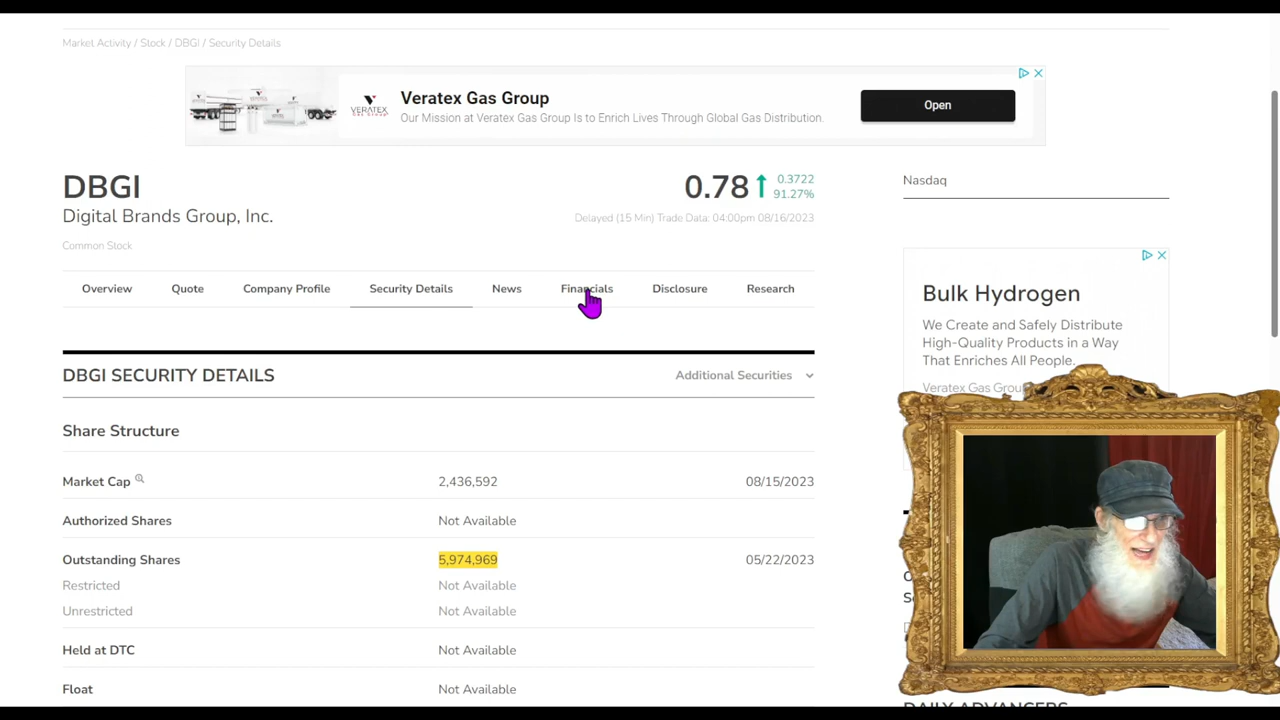 Market Activity / Stock / DBGI / Security Details
VERATEX
Veratex Gas Group
Our Mission at Veratex Gas Group Is to Enrich Lives Through Global Gas Distribution.
Open
DBGI
0.78
0.3722
91.27%
Digital Brands Group, Inc.
Delayed (15 Min) Trade Data: 04:00pm 08/16/2023
Common Stock
Nasdaq
Overview
Quote
Company Profile
Security Details
News
Financials
Disclosure
Research
Bulk Hydrogen
We Create and Safely Distribute
High-Quality Products in a Way
That Enriches All People.
Veratex Gas Grou
DBGI SECURITY DETAILS
Additional Securities
Share Structure
Market Cap 2,436,592 08/15/2023
Authorized Shares Not Available
Outstanding Shares 5,974,969 05/22/2023
Restricted Not Available
Unrestricted Not Available
Held at DTC Not Available
Float Not Available
DAILY ADVANCERS